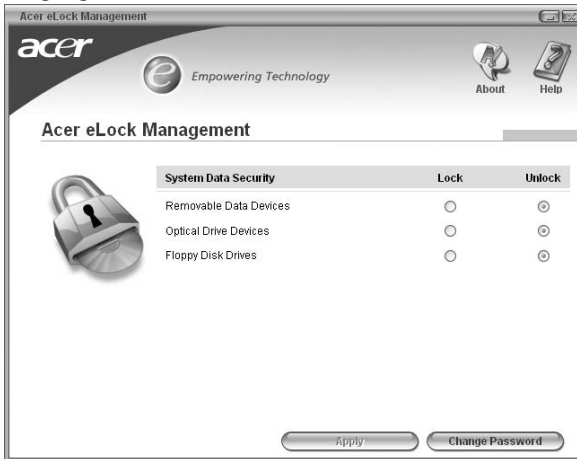 Acer eLock Management
acer
e Empowering Technology
About Help
Acer eLock Management
System Data Security Lock Unlock
Removable Data Devices
Optical Drive Devices
Floppy Disk Drives
Apply Change Password